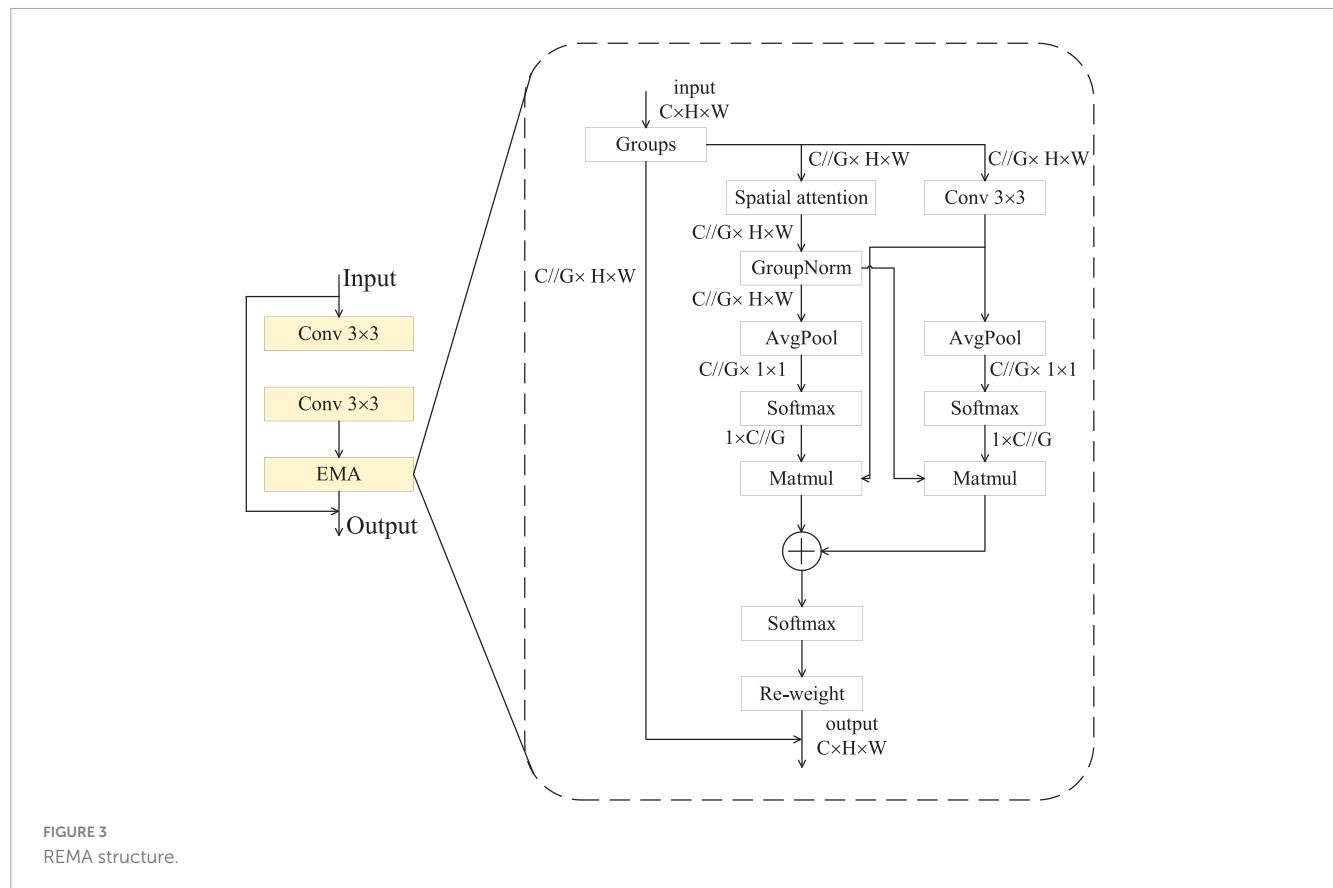 input
C×H×W
Groups
C//G× H×W
C//G× H×W
Spatial attention
Conv 3×3
C//G× H×W
GroupNorm
C//G× H×W
C//G× H×W
Input
Conv 3×3
AvgPool
AvgPool
C//G× 1×1
C//G× 1×1
Conv 3×3
Softmax
Softmax
1×C//G
1×C//G
EMA
Matmul
Matmul
Output
Softmax
Re-weight
output
C×H×W
FIGURE 3
REMA structure.